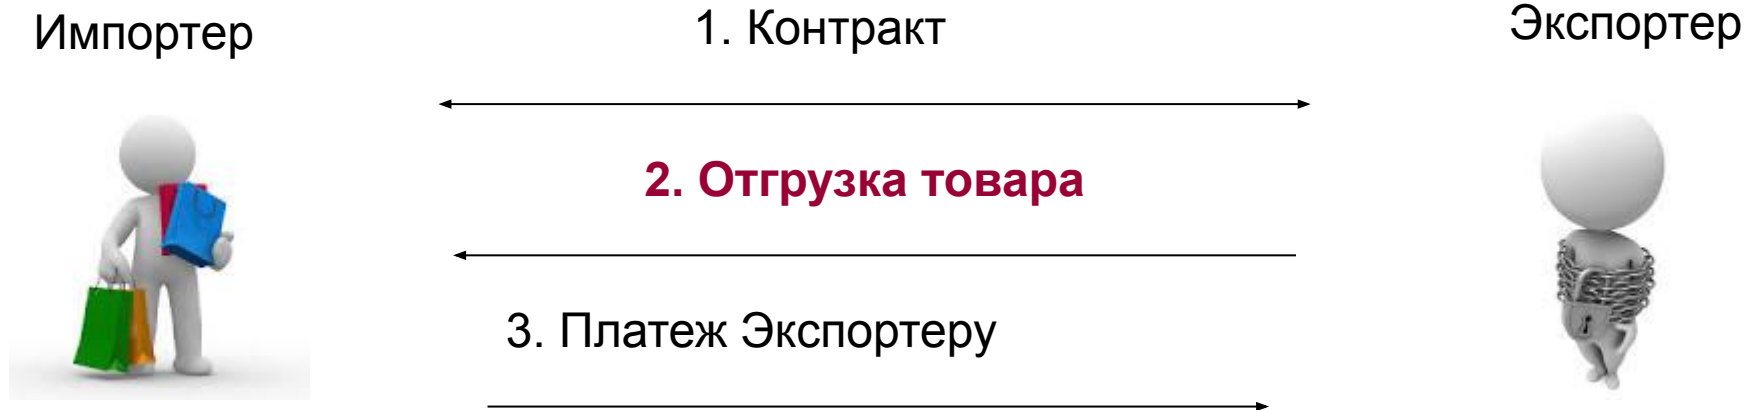 Импортер
1. Контракт
Экспортер
2. Отгрузка товара
3. Платеж Экспортеру